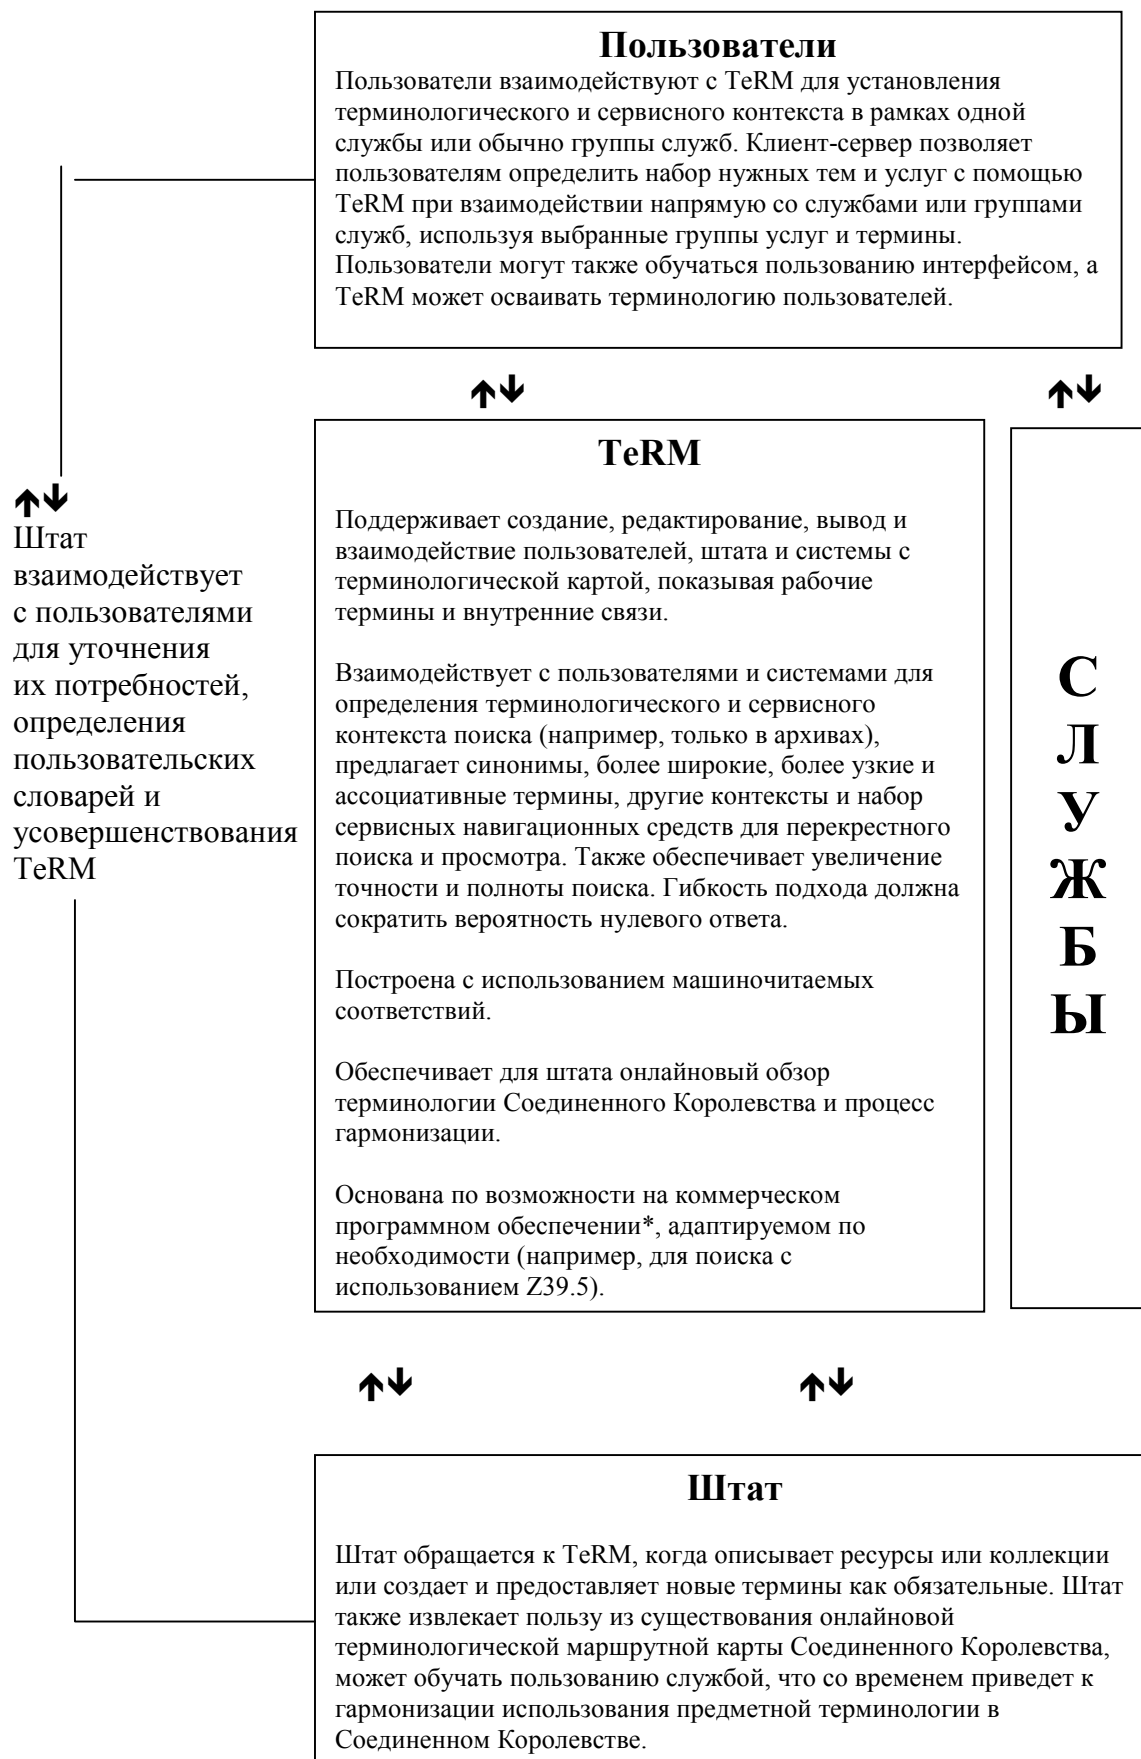 Пользователи
Пользователи взаимодействуют с TeRM для установления
терминологического и сервисного контекста в рамках одной
службы или обычно группы служб. Клиент-сервер позволяет
пользователям определить набор нужных тем и услуг с помощью
TeRM при взаимодействии напрямую со службами или группами
служб, используя выбранные группы услуг и термины.
Пользователи могут также обучаться пользованию интерфейсом, а
TeRM может осваивать терминологию пользователей.
Штат
взаимодействует
с пользователями
для уточнения
их потребностей,
определения
пользовательских
словарей и
усовершенствования
TeRM
TeRM
Поддерживает создание, редактирование, вывод и
взаимодействие пользователей, штата и системы с
терминологической картой, показывая рабочие
термины и внутренние связи.
Взаимодействует с пользователями и системами для
определения терминологического и сервисного
контекста поиска (например, только в архивах),
предлагает синонимы, более широкие, более узкие и
ассоциативные термины, другие контексты и набор
сервисных навигационных средств для перекрестного
поиска и просмотра. Также обеспечивает увеличение
точности и полноты поиска. Гибкость подхода должна
сократить вероятность нулевого ответа.
Построена с использованием машиночитаемых
соответствий.
Обеспечивает для штата онлайновый обзор
терминологии Соединенного Королевства и процесс
гармонизации.
Основана по возможности на коммерческом
программном обеспечении*, адаптируемом по
необходимости (например, для поиска с
использованием Z39.5).
С
Л
У
Ж
Б
Ы
Штат
Штат обращается к TeRM, когда описывает ресурсы или коллекции
или создает и предоставляет новые термины как обязательные. Штат
также извлекает пользу из существования онлайновой
терминологической маршрутной карты Соединенного Королевства,
может обучать пользованию службой, что со временем приведет к
гармонизации использования предметной терминологии в
Соединенном Королевстве.